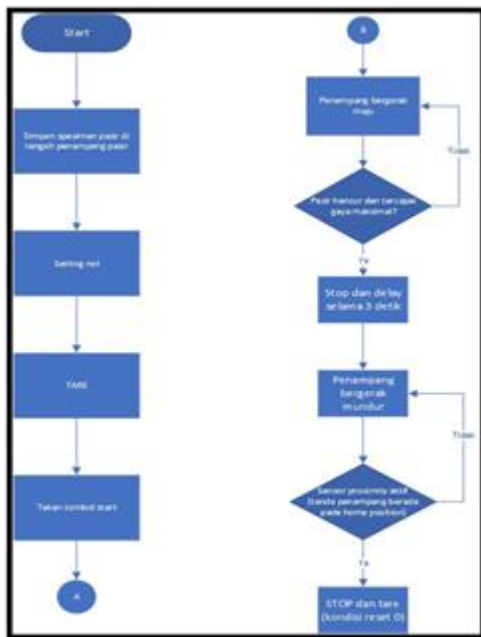 Start
Simpan spesimen pasir di
tengah penampang pasir
Setting nol
TARE
Tekan tombol start
A
B
Penampang bergerak
maju
Tidak
Pasir hancur dan tercapai
gaya maksimal?
Ya
Stop dan delay
selama 3 detik
Penampang
bergerak
mundur
Tidak
Sensor proximity aktif
(tanda penampang berada
pada home position)
Ya
STOP dan tare
(kondisi reset 0)